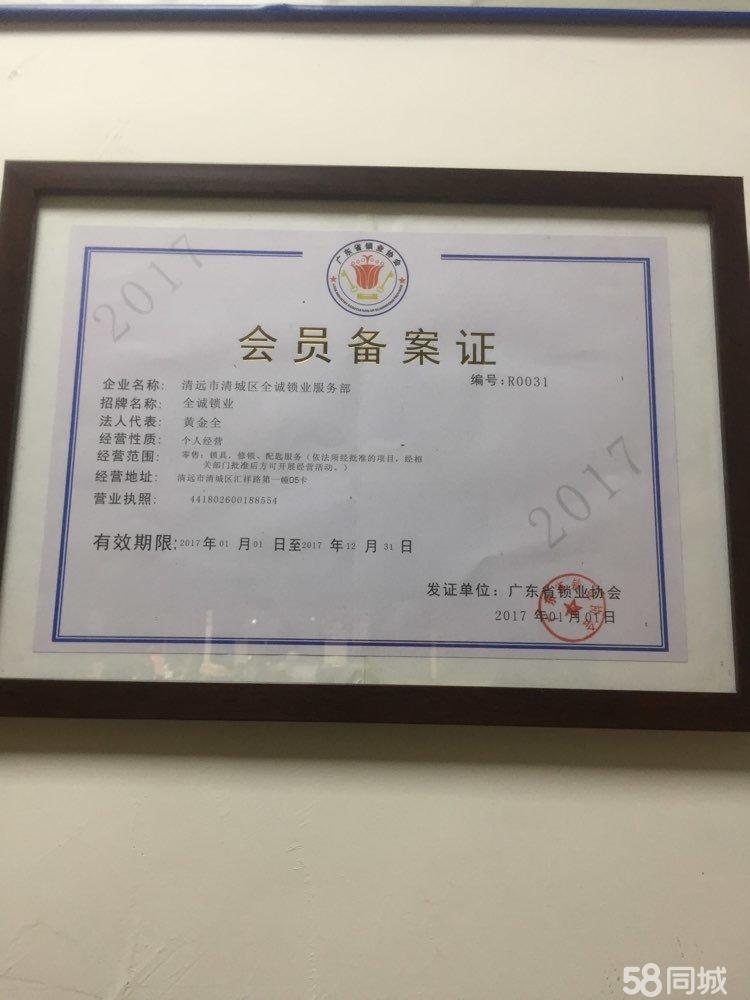 2017
广东省锁业协会
会员备案证
编号:R0031
企业名称: 清远市清城区全诚锁业服务部
招牌名称: 全诚锁业
法人代表: 黄金全
经营性质: 个人经营
经营范围: 零售:锁具,修锁、配匙服务(依法须经批准的项目,经相
关部门批准后方可开展经营活动。)
经营地址: 清远市清城区汇祥路第一幢05卡
营业执照: 441802600188554
2017
有效期限:2017年01月01日至2017年12月31日
发证单位: 广东省锁业协会
2017年01月01日
58同城